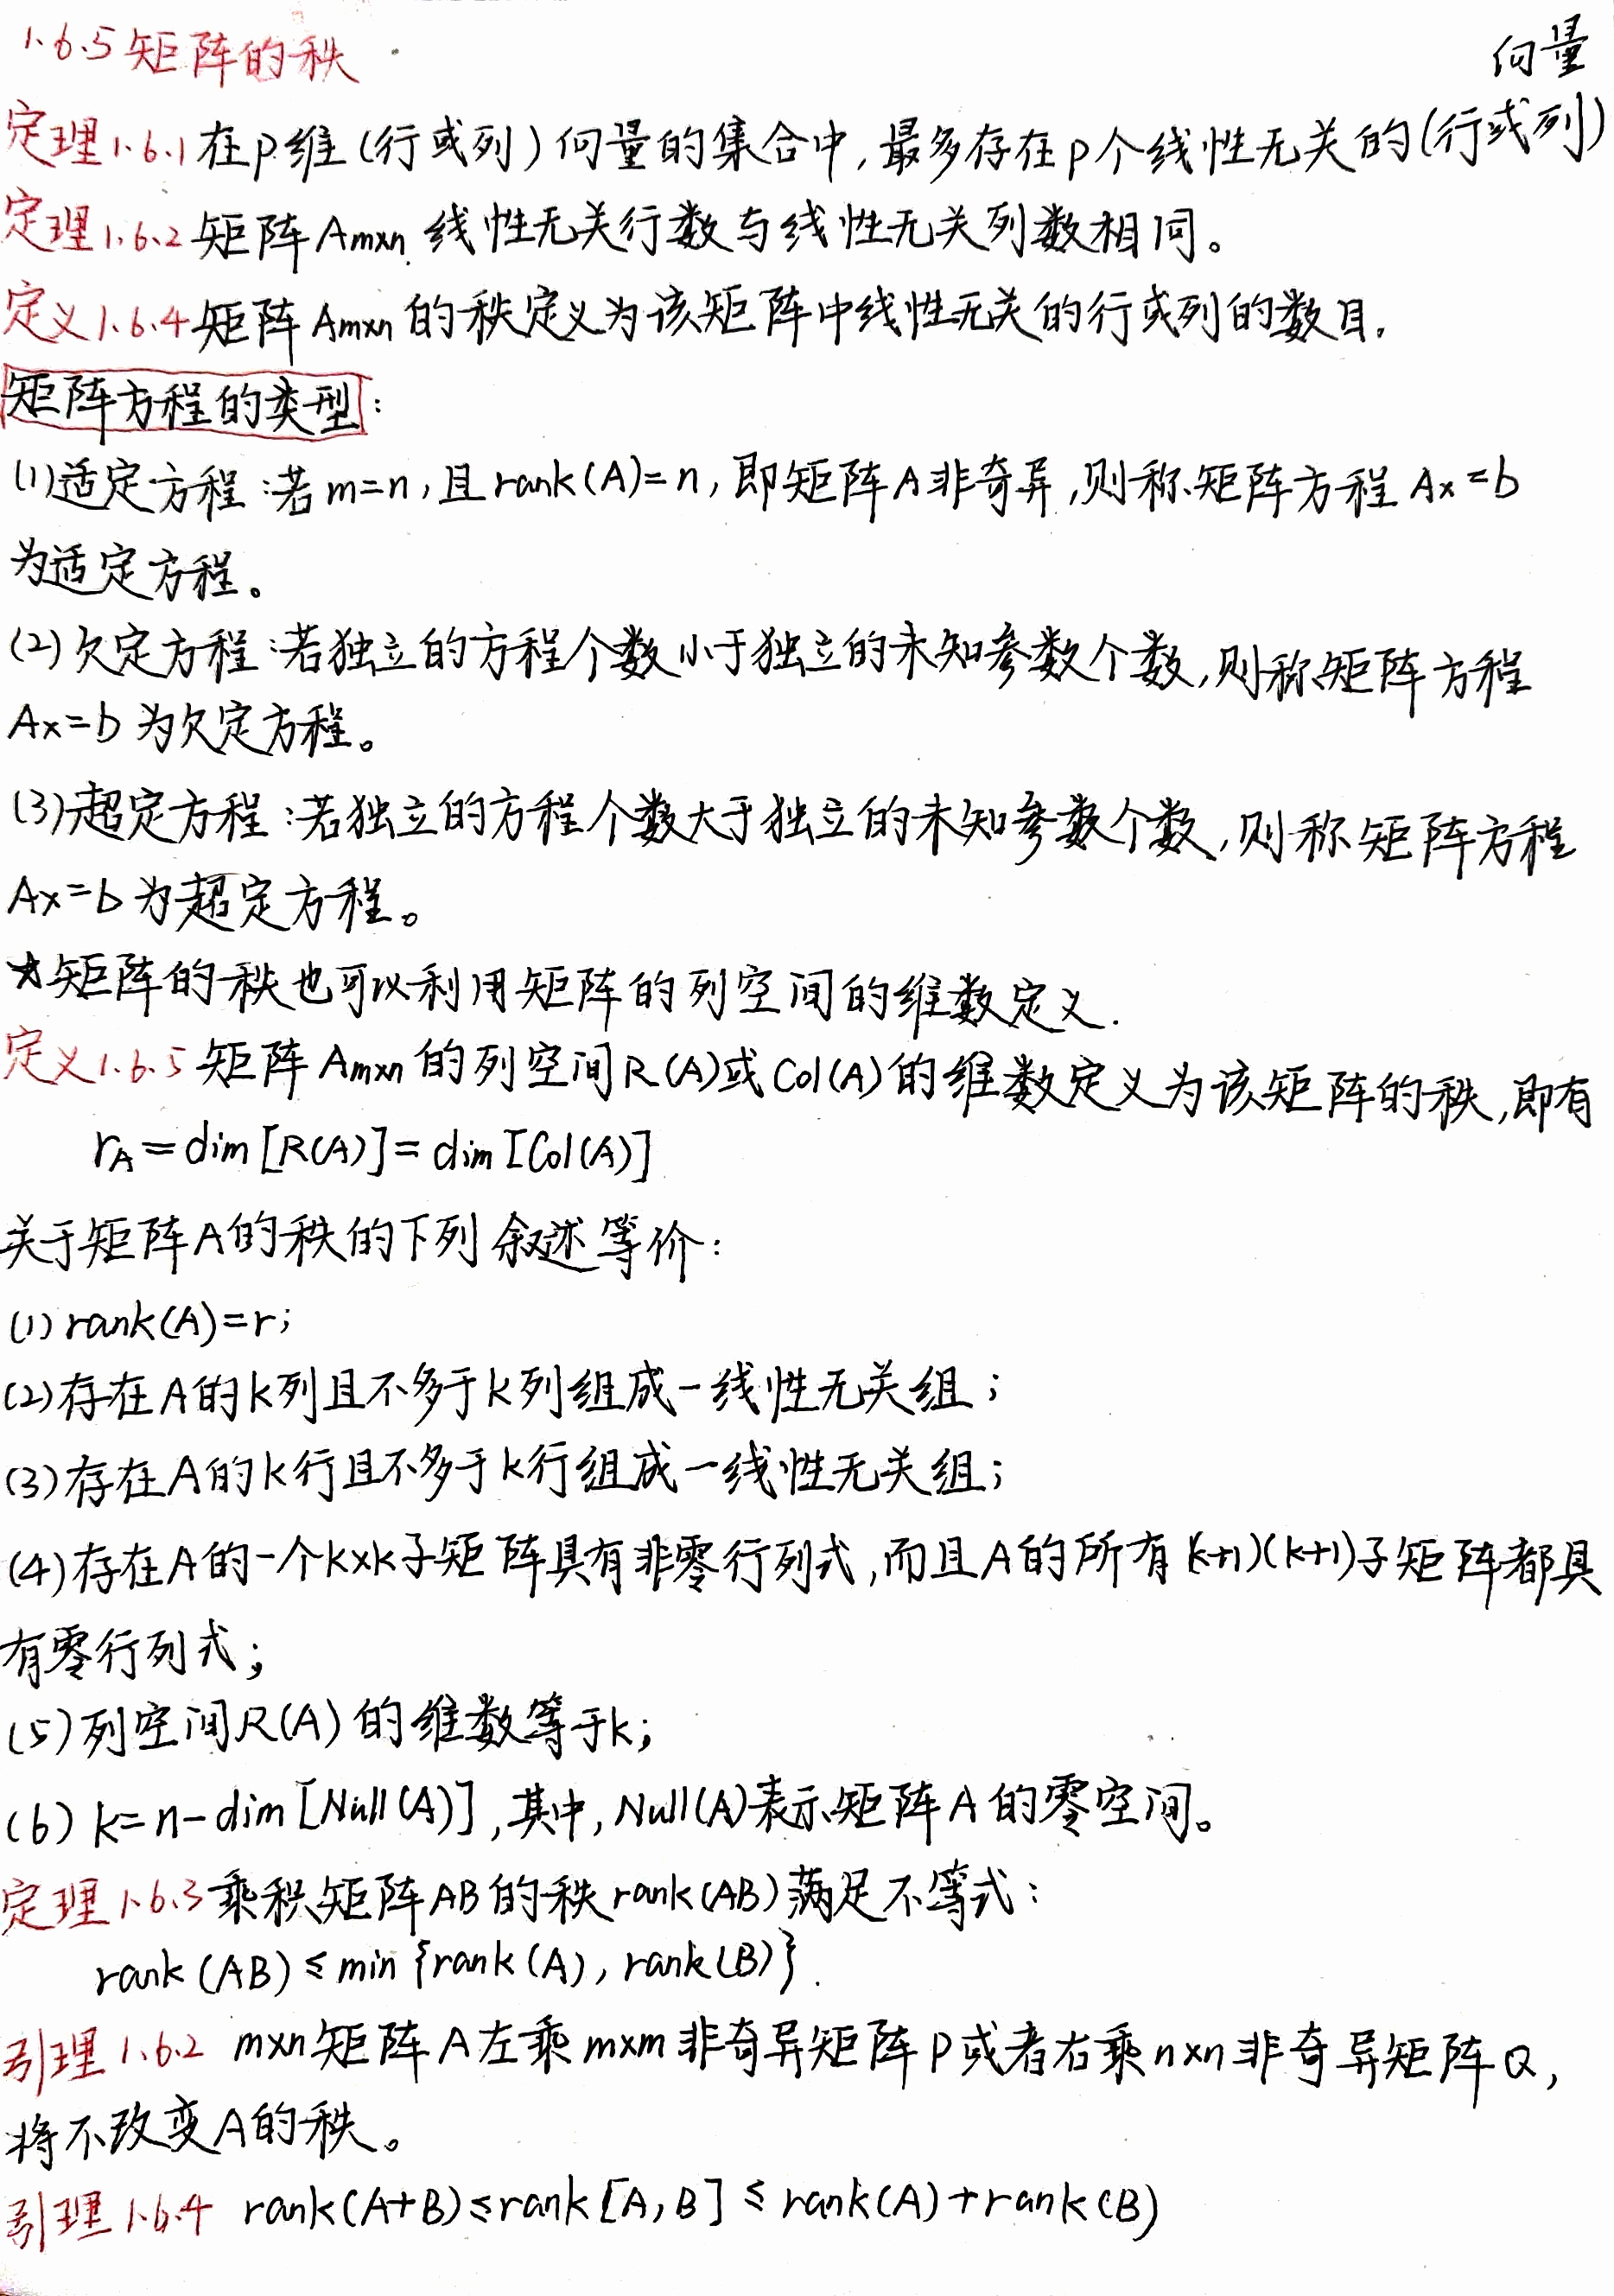 1.6.5 矩阵的秩
向量
定理1.6.1 在p维(行或列)向量的集合中,最多存在p个线性无关的(行或列)
定理1.6.2 矩阵Am×n 线性无关行数与线性无关列数相同。
定义1.6.4 矩阵Am×n的秩定义为该矩阵中线性无关的行或列的数目.
矩阵方程的类型:
(1)适定方程:若m=n,且rank(A)=n,即矩阵A非奇异,则称矩阵方程Ax=b
为适定方程。
(2)欠定方程:若独立的方程个数小于独立的未知参数个数,则称矩阵方程
Ax=b为欠定方程。
(3)超定方程:若独立的方程个数大于独立的未知参数个数,则称矩阵方程
Ax=b为超定方程。
☆矩阵的秩也可以利用矩阵的列空间的维数定义.
定义1.6.5 矩阵Am×n的列空间R(A)或Col(A)的维数定义为该矩阵的秩,即有
rA=dim[R(A)]=dim[Col(A)]
关于矩阵A的秩的下列叙述等价:
(1)rank(A)=r;
(2)存在A的k列且不多于k列组成一线性无关组;
(3)存在A的k行且不多于k行组成一线性无关组;
(4)存在A的一个k×k子矩阵具有非零行列式,而且A的所有(k+1)(k+1)子矩阵都具
有零行列式;
(5)列空间R(A)的维数等于k;
(6)k=n-dim[Null(A)],其中,Null(A)表示矩阵A的零空间。
定理1.6.3 乘积矩阵AB的秩rank(AB)满足不等式:
rank(AB)≤min{rank(A),rank(B)}.
引理1.6.2 m×n矩阵A左乘m×m非奇异矩阵P或者右乘n×n非奇异矩阵Q,
将不改变A的秩。
引理1.6.4 rank(A+B)≤rank[A,B]≤rank(A)+rank(B)